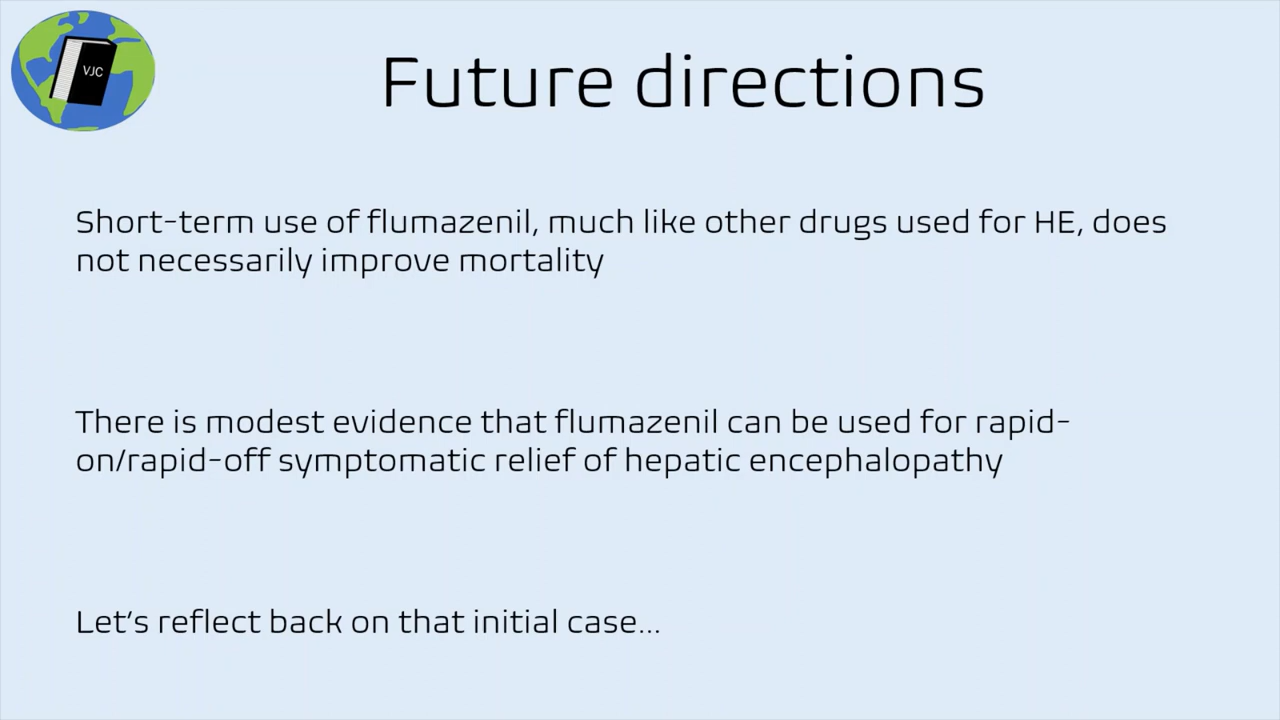 VJC
Future directions
Short-term use of flumazenil, much like other drugs used for HE, does
not necessarily improve mortality
There is modest evidence that flumazenil can be used for rapid-
on/rapid-off symptomatic relief of hepatic encephalopathy
Let's reflect back on that initial case...